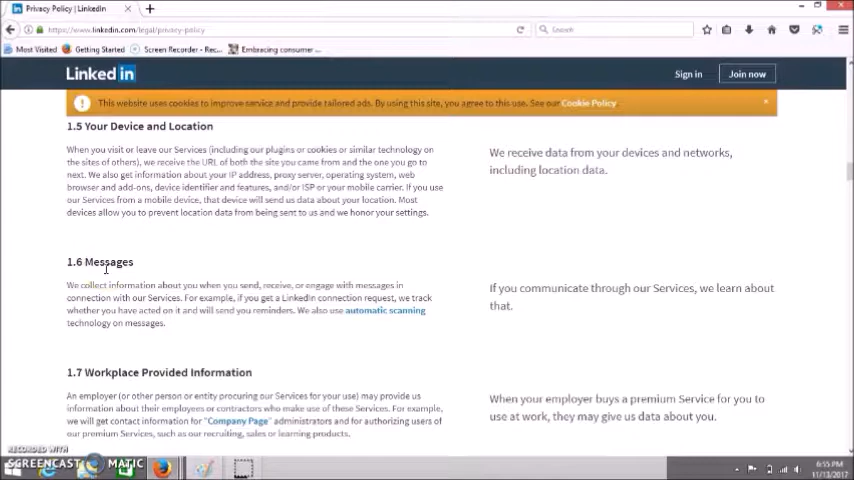 Privacy Policy | LinkedIn
https://www.linkedin.com/legal/privacy-policy
Search
Most Visited
Getting Started
Screen Recorder - Rec...
Embracing consumer ...
LinkedIn
Sign in
Join now
This website uses cookies to improve service and provide tailored ads. By using this site, you agree to this use. See our Cookie Policy.
1.5 Your Device and Location
When you visit or leave our Services (including our plugins or cookies or similar technology on
the sites of others), we receive the URL of both the site you came from and the one you go to
next. We also get information about your IP address, proxy server, operating system, web
browser and add-ons, device identifier and features, and/or ISP or your mobile carrier. If you use
our Services from a mobile device, that device will send us data about your location. Most
devices allow you to prevent location data from being sent to us and we honor your settings.
We receive data from your devices and networks,
including location data.
1.6 Messages
We collect information about you when you send, receive, or engage with messages in
connection with our Services. For example, if you get a LinkedIn connection request, we track
whether you have acted on it and will send you reminders. We also use automatic scanning
technology on messages.
If you communicate through our Services, we learn about
that.
1.7 Workplace Provided Information
An employer (or other person or entity procuring our Services for your use) may provide us
information about their employees or contractors who make use of these Services. For example,
we will get contact information for "Company Page" administrators and for authorizing users of
our premium Services, such as our recruiting, sales or learning products.
When your employer buys a premium Service for you to
use at work, they may give us data about you.
RECORDED WITH
SCREENCAST MATIC
6:55 PM
11/13/2017